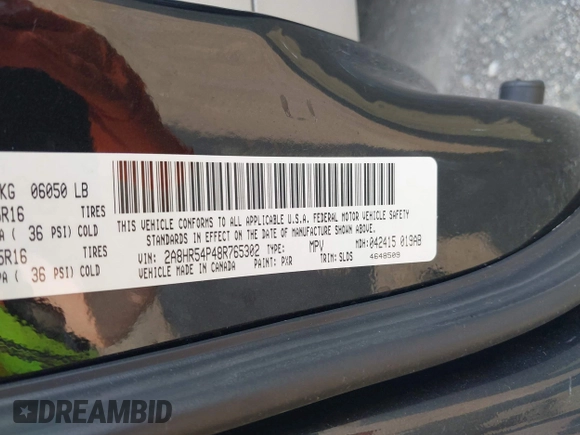 KG 06050 LB
R16 TIRES
A ( 36 PSI) COLD
R16 TIRES
PA ( 36 PSI) COLD
THIS VEHICLE CONFORMS TO ALL APPLICABLE U.S.A. FEDERAL MOTOR VEHICLE SAFETY
STANDARDS IN EFFECT ON THE DATE OF MANUFACTURE SHOWN ABOVE.
VIN: 2A8HR54P48R765302 TYPE: MPV MDH:042415 019AB
VEHICLE MADE IN CANADA PAINT: PXR TRIM: SLDS 4648509
DREAMBID